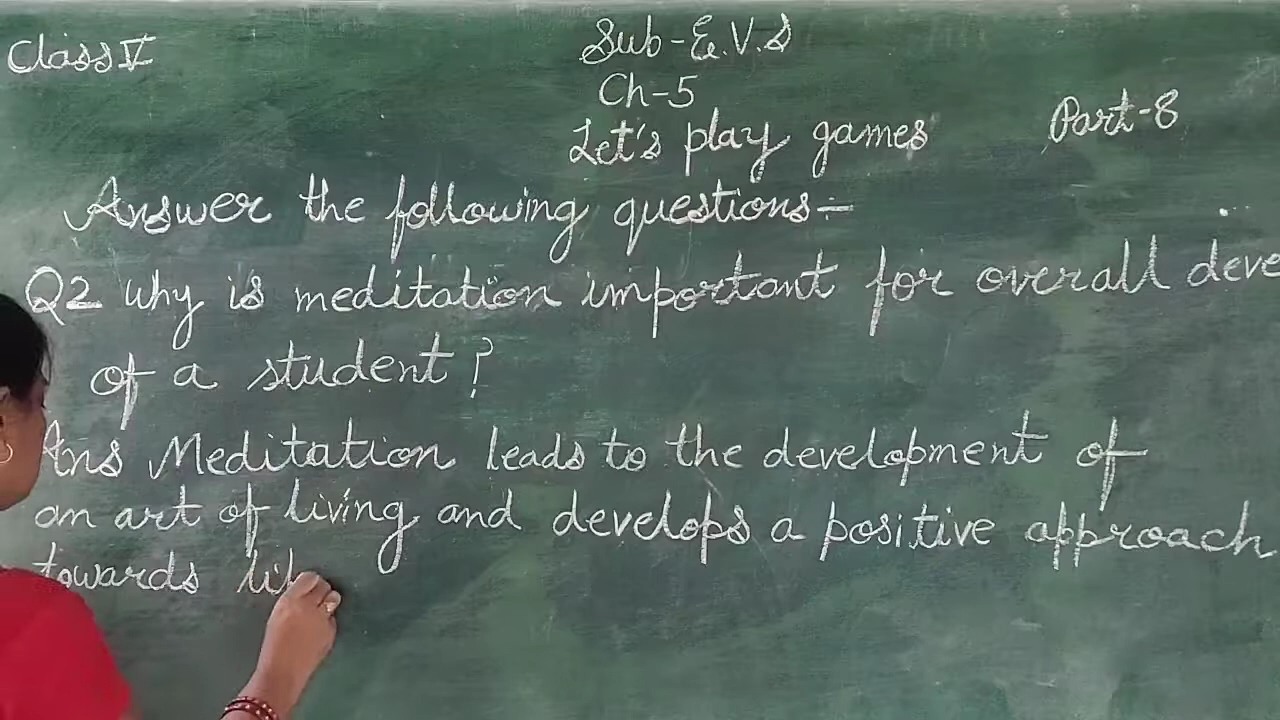 Class V
Sub-E.V.S
Ch-5
Let's play games
Part-8
Answer the following questions-
Q2 Why is meditation important for overall deve
of a student?
Ans Meditation leads to the development of
an art of living and develops a positive approach
towards